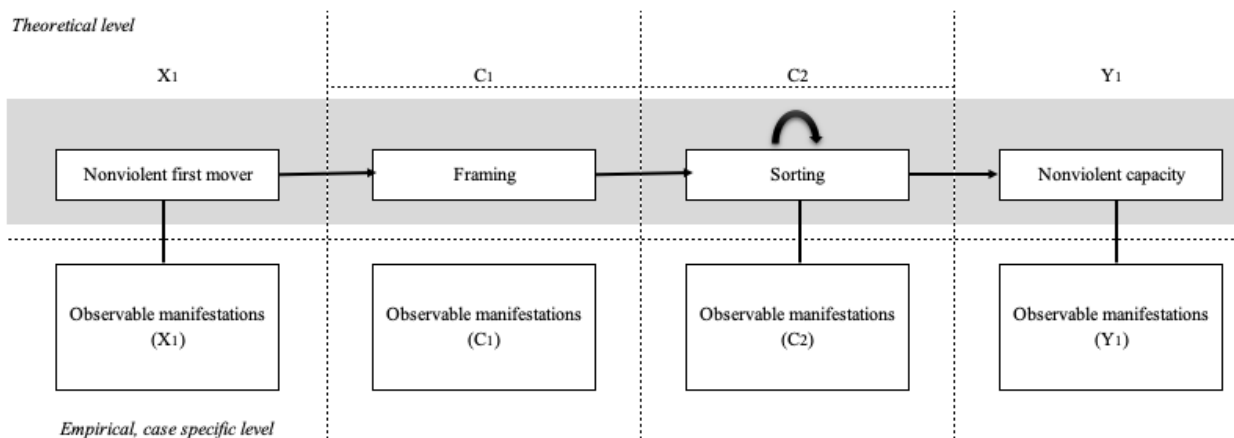 Theoretical level
X1
C1
C2
Y1
Nonviolent first mover
Framing
Sorting
Nonviolent capacity
Observable manifestations
(X1)
Observable manifestations
(C1)
Observable manifestations
(C2)
Observable manifestations
(Y1)
Empirical, case specific level